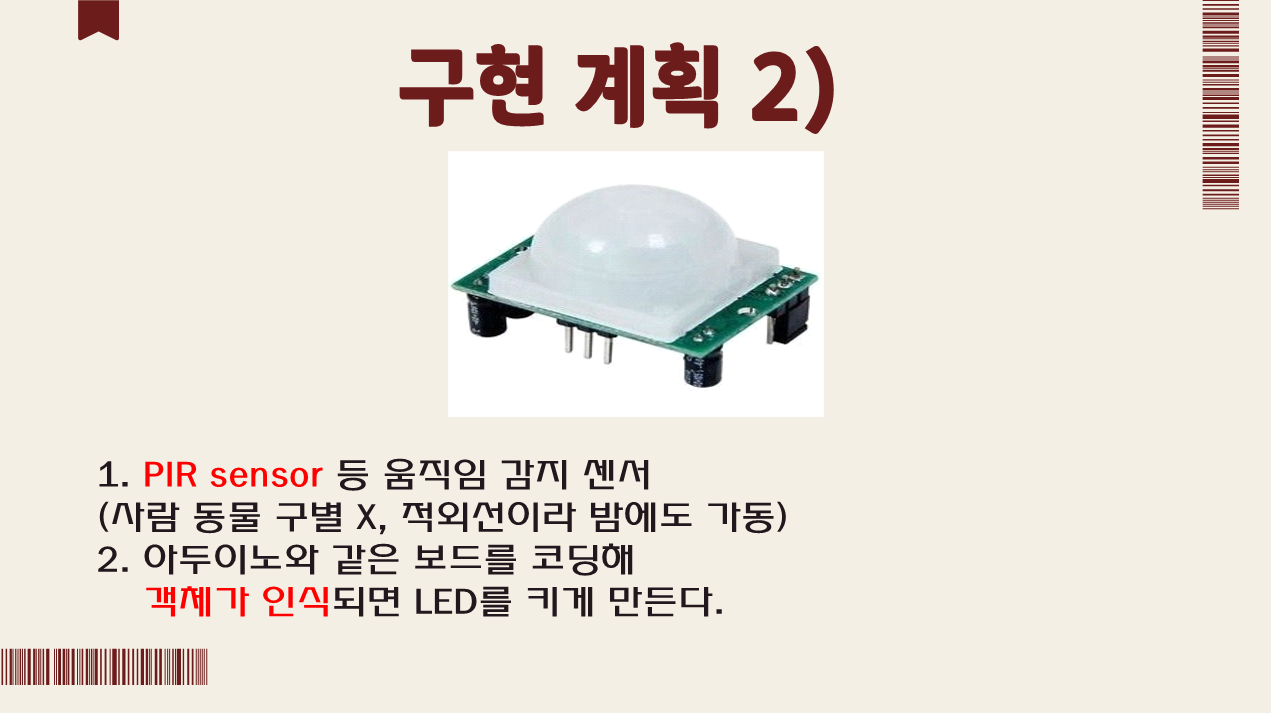 구현 계획 2)
1. PIR sensor 등 움직임 감지 센서
(사람 동물 구별 X, 적외선이라 밤에도 가동)
2. 아두이노와 같은 보드를 코딩해
객체가 인식되면 LED를 키게 만든다.